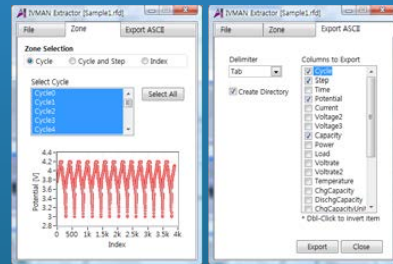 IVMAN Extractor [Sample1.rfd]
File Zone Export ASCII
Zone Selection
Cycle Cycle and Step Index
Select Cycle
Cycle0
Cycle1
Cycle2
Cycle3
Cycle4
Select All
Potential [V]
4.4
4.2
4
3.8
3.6
3.4
3.2
3
2.8
0 500 1k 1.5k 2k 2.5k 3k 3.5k 4k
Index
IVMAN Extractor [Sample1.rfd]
File Zone Export ASCII
Delimiter
Tab
Create Directory
Columns to Export
Cycle
Step
Time
Potential
Current
Voltage2
Voltage3
Capacity
Power
Load
Voltrate
Voltrate2
Temperature
ChgCapacity
DischgCapacity
ChgCapacityUnit
* Dbl-Click to invert item
Export Close